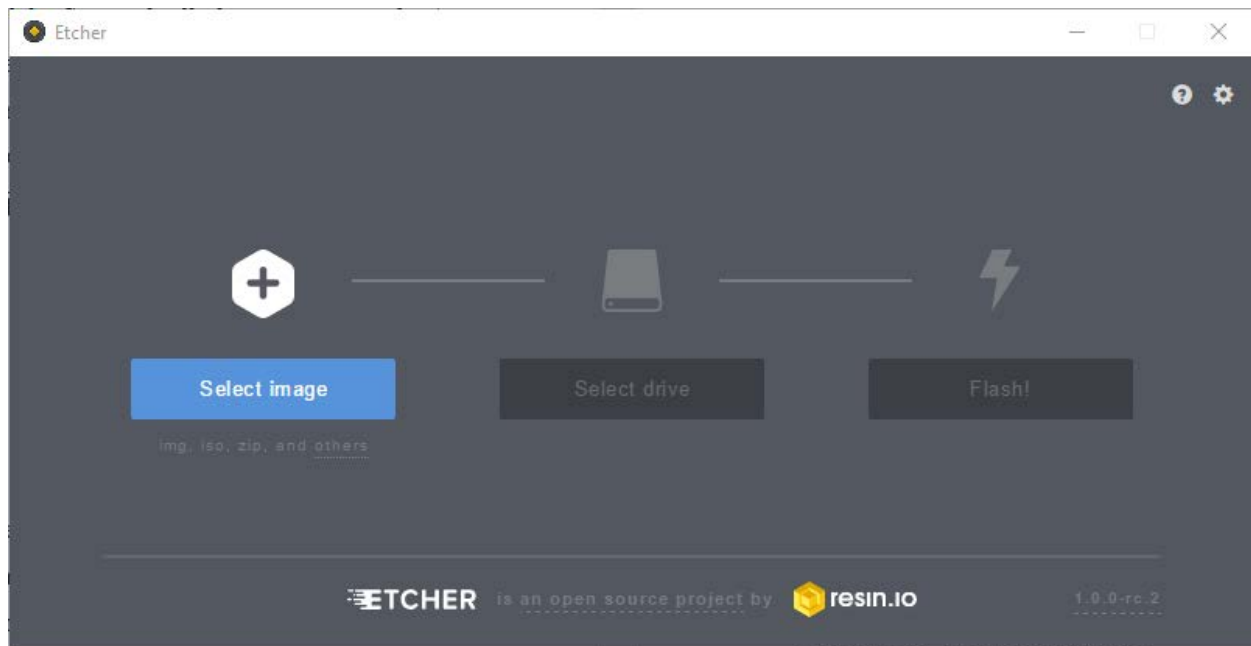 Etcher
Select image
Select drive
Flash!
img, iso, zip, and others
ETCHER is an open source project by resin.io 1.0.0-rc.2